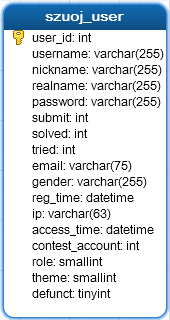 szuoj_user
user_id: int
username: varchar(255)
nickname: varchar(255)
realname: varchar(255)
password: varchar(255)
submit: int
solved: int
tried: int
email: varchar(75)
gender: varchar(255)
reg_time: datetime
ip: varchar(63)
access_time: datetime
contest_account: int
role: smallint
theme: smallint
defunct: tinyint